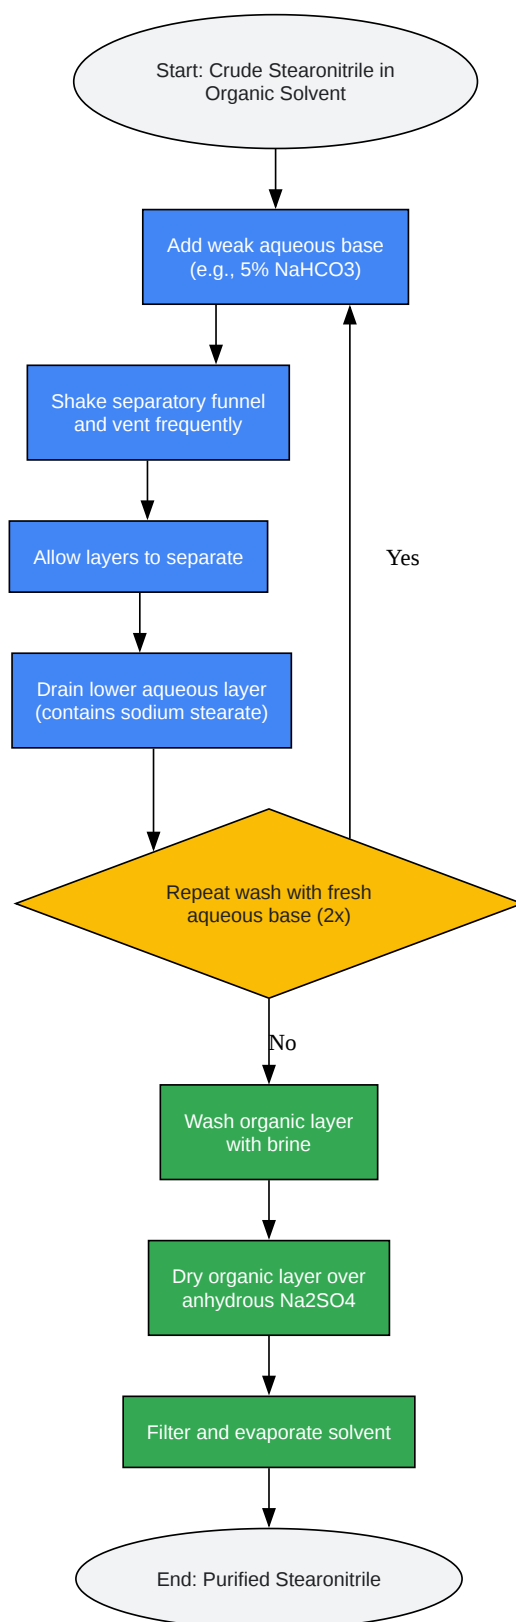 Start: Crude Stearonitrile in
Organic Solvent
Add weak aqueous base
(e.g., 5% NaHCO3)
Shake separatory funnel
and vent frequently
Allow layers to separate
Yes
Drain lower aqueous layer
(contains sodium stearate)
Repeat wash with fresh
aqueous base (2x)
No
Wash organic layer
with brine
Dry organic layer over
anhydrous Na2SO4
Filter and evaporate solvent
End: Purified Stearonitrile